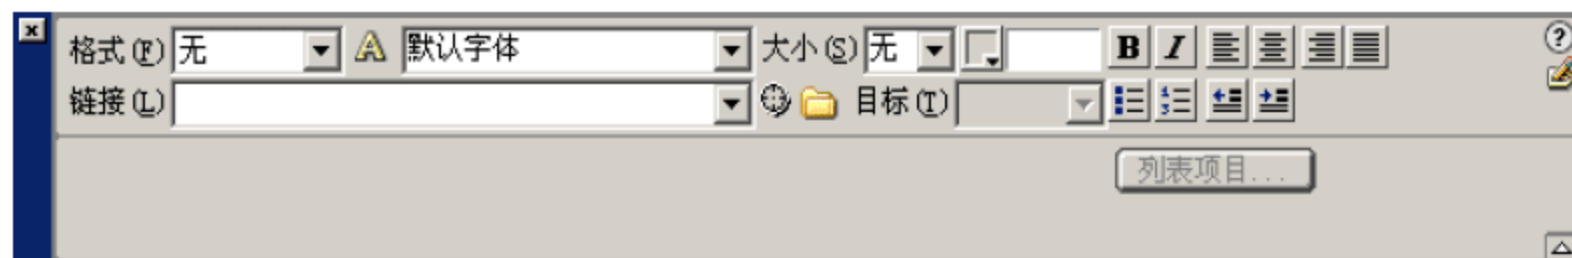 格式(F) 无 A 默认字体 大小(S) 无 B I
链接(L) 目标(T)
列表项目...